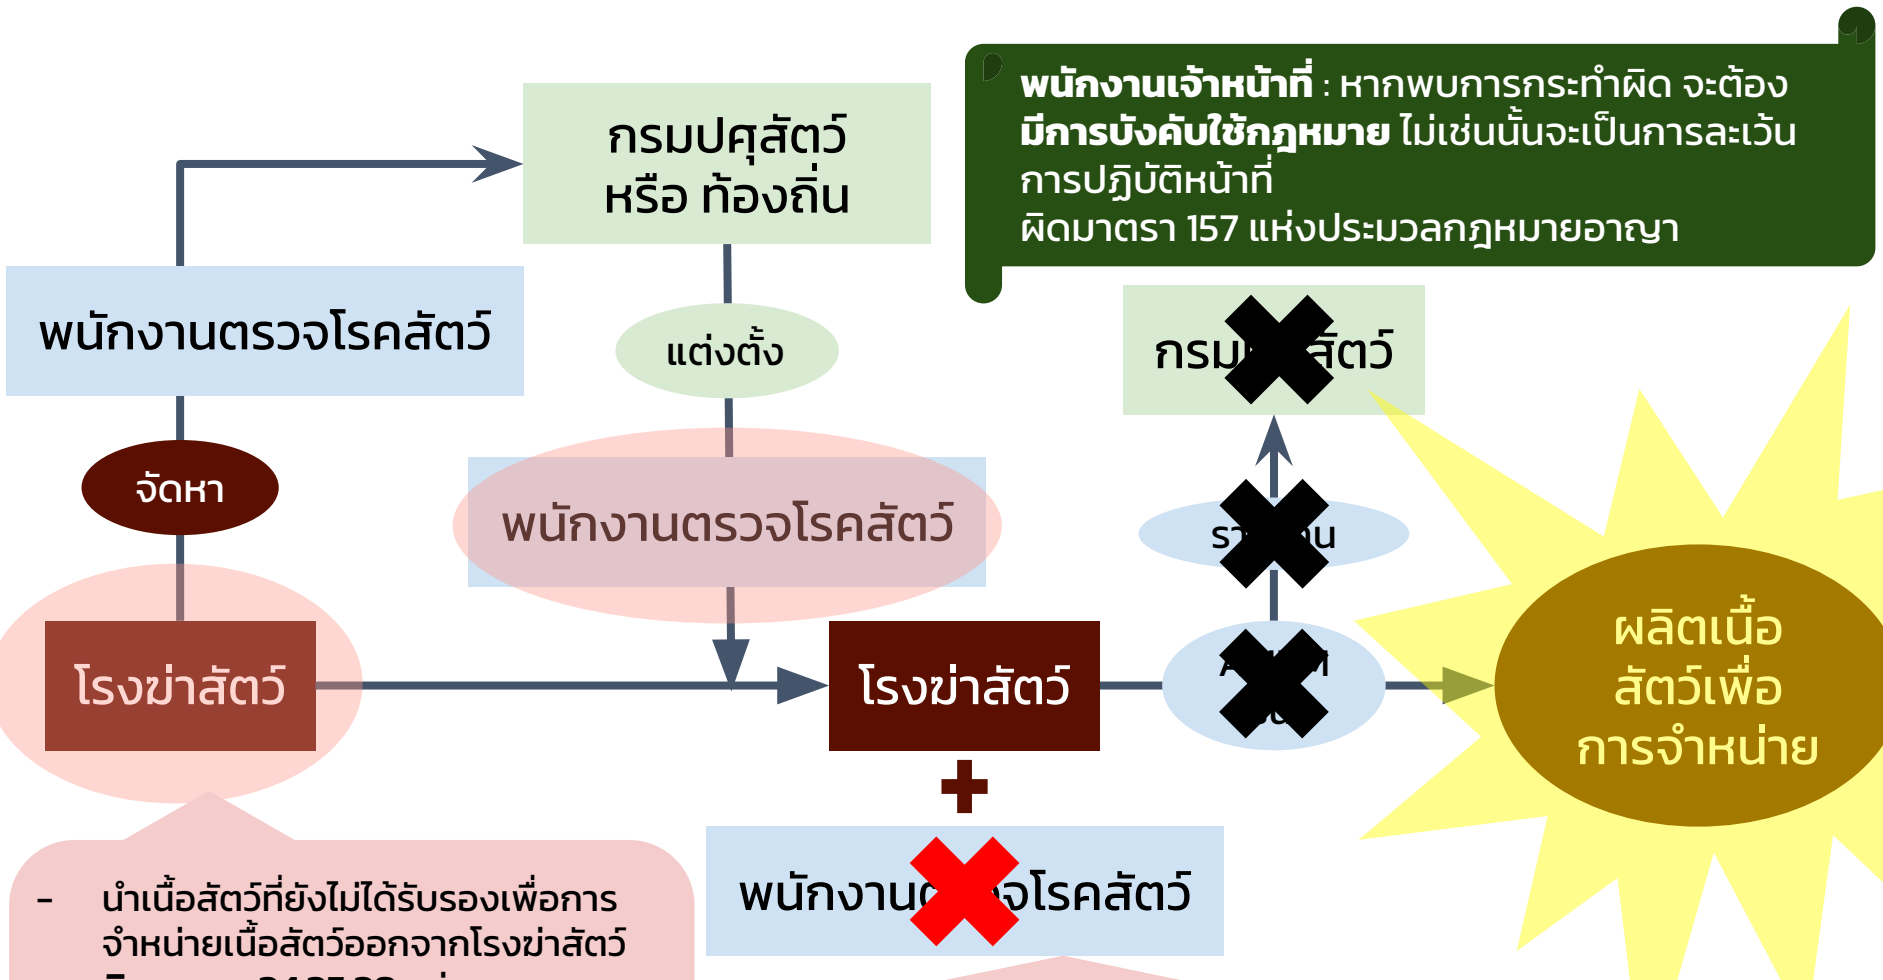 พนักงานเจ้าหน้าที่ : หากพบการกระทำผิด จะต้อง
มีการบังคับใช้กฎหมาย ไม่เช่นนั้นจะเป็นการละเว้น
การปฏิบัติหน้าที่
ผิดมาตรา 157 แห่งประมวลกฎหมายอาญา
กรมปศุสัตว์
หรือ ท้องถิ่น
พนักงานตรวจโรคสัตว์
แต่งตั้ง
จัดหา
พนักงานตรวจโรคสัตว์
โรงฆ่าสัตว์
โรงฆ่าสัตว์
ผลิตเนื้อ
สัตว์เพื่อ
การจำหน่าย
+
- นำเนื้อสัตว์ที่ยังไม่ได้รับรองเพื่อการ
จำหน่ายเนื้อสัตว์ออกจากโรงฆ่าสัตว์